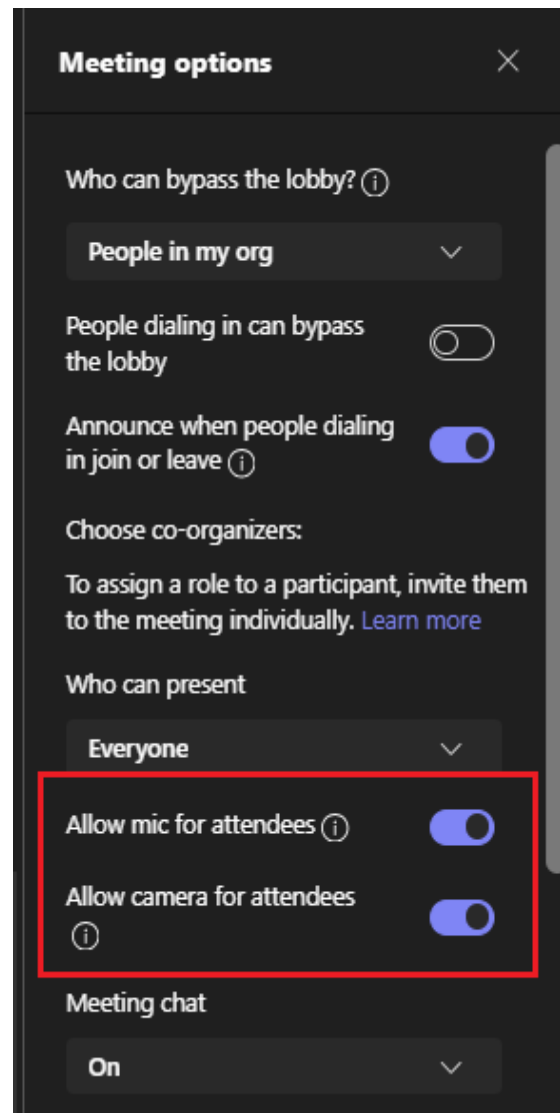 Meeting options
Who can bypass the lobby?
People in my org
People dialing in can bypass
the lobby
Announce when people dialing
in join or leave
Choose co-organizers:
To assign a role to a participant, invite them
to the meeting individually. Learn more
Who can present
Everyone
Allow mic for attendees
Allow camera for attendees
Meeting chat
On